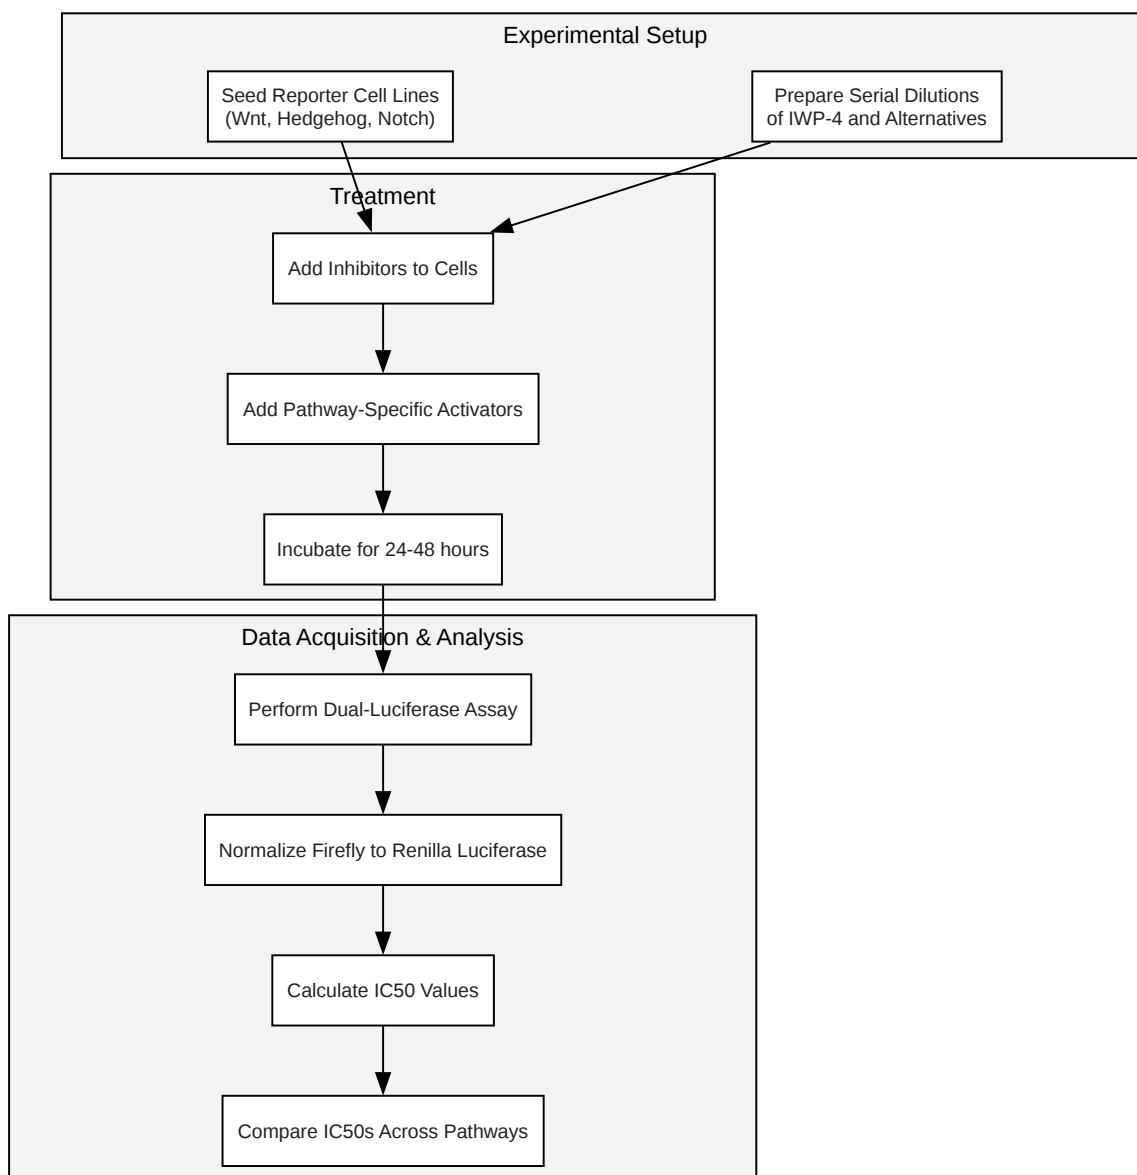 Experimental Setup
Seed Reporter Cell Lines
(Wnt, Hedgehog, Notch)
Prepare Serial Dilutions
of IWP-4 and Alternatives
Treatment
Add Inhibitors to Cells
Add Pathway-Specific Activators
Incubate for 24-48 hours
Data Acquisition & Analysis
Perform Dual-Luciferase Assay
Normalize Firefly to Renilla Luciferase
Calculate IC50 Values
Compare IC50s Across Pathways